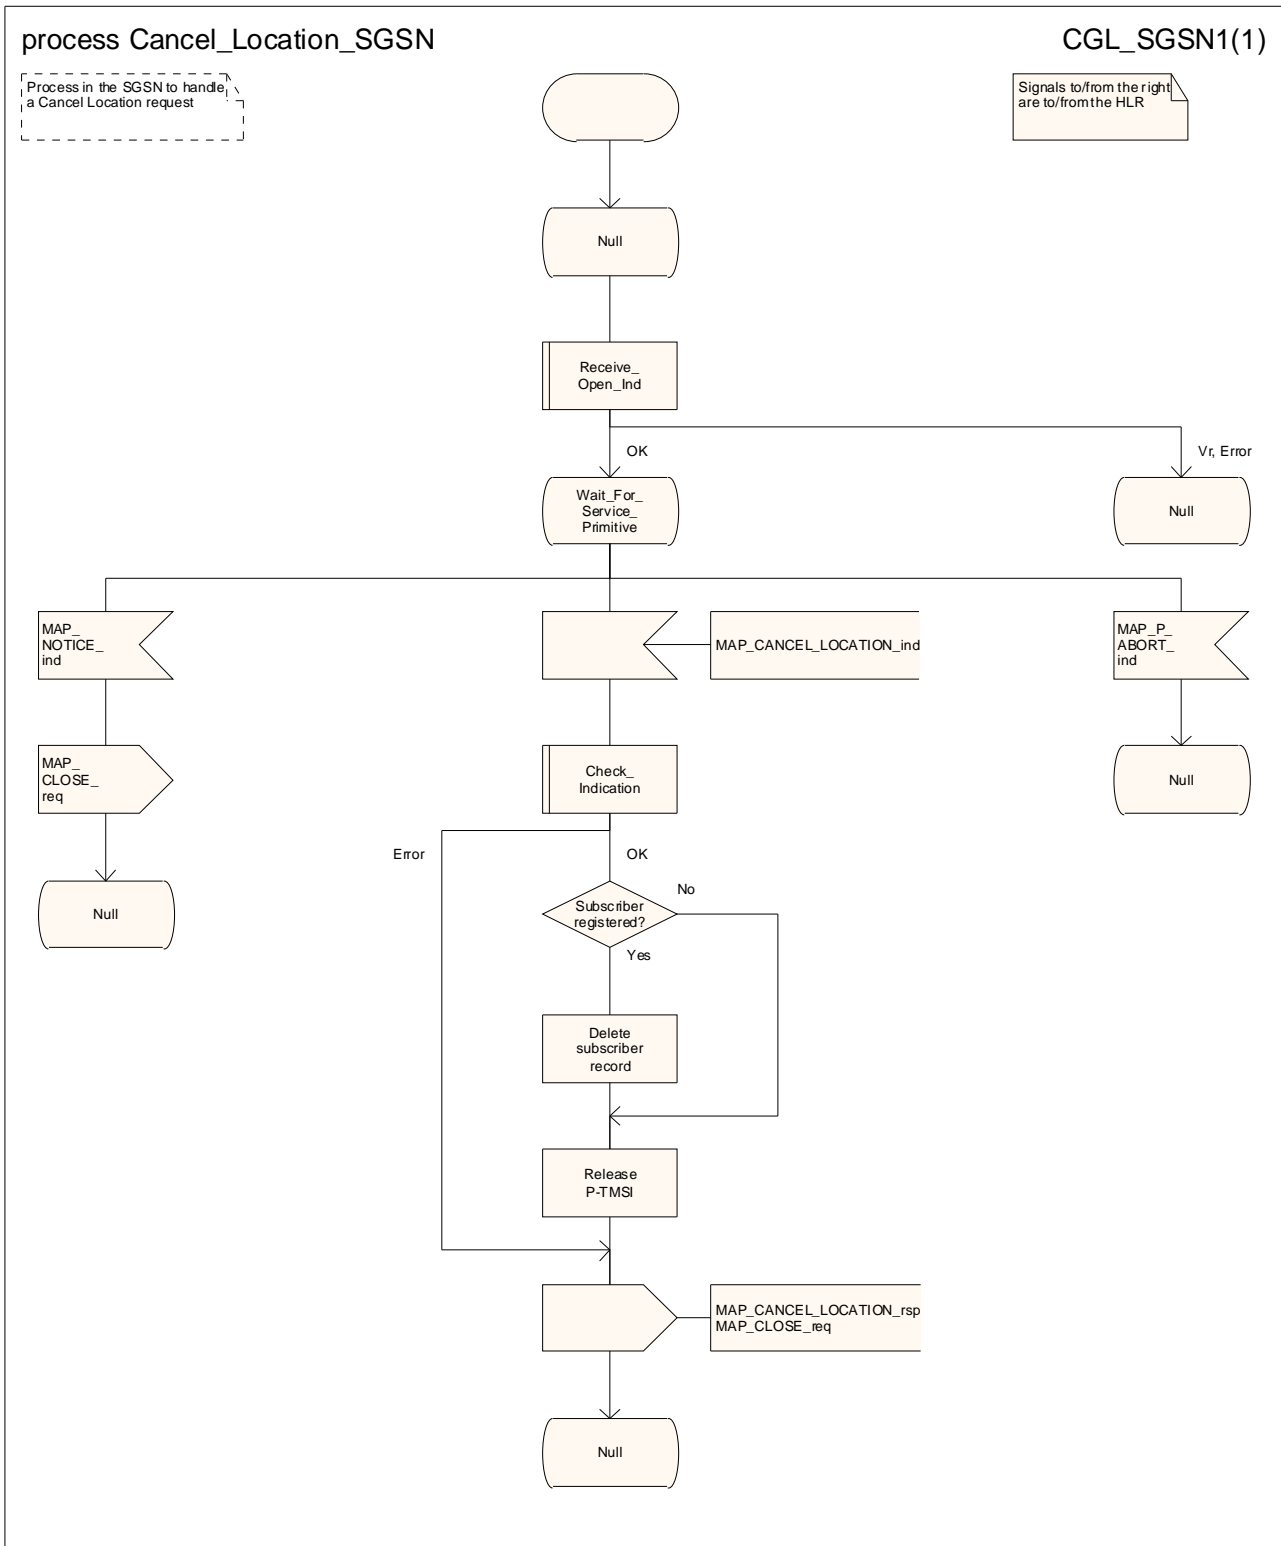 process Cancel_Location_SGSN
CGL_SGSN1(1)
Process in the SGSN to handle
a Cancel Location request
Signals to/from the right
are to/from the HLR
Null
Receive_
Open_Ind
OK
Vr, Error
Wait_For_
Service_
Primitive
Null
MAP_
NOTICE_
ind
MAP_CANCEL_LOCATION_ind
MAP_P_
ABORT_
ind
MAP_
CLOSE_
req
Check_
Indication
Null
Error
OK
No
Subscriber
registered?
Null
Yes
Delete
subscriber
record
Release
P-TMSI
MAP_CANCEL_LOCATION_rsp
MAP_CLOSE_req
Null